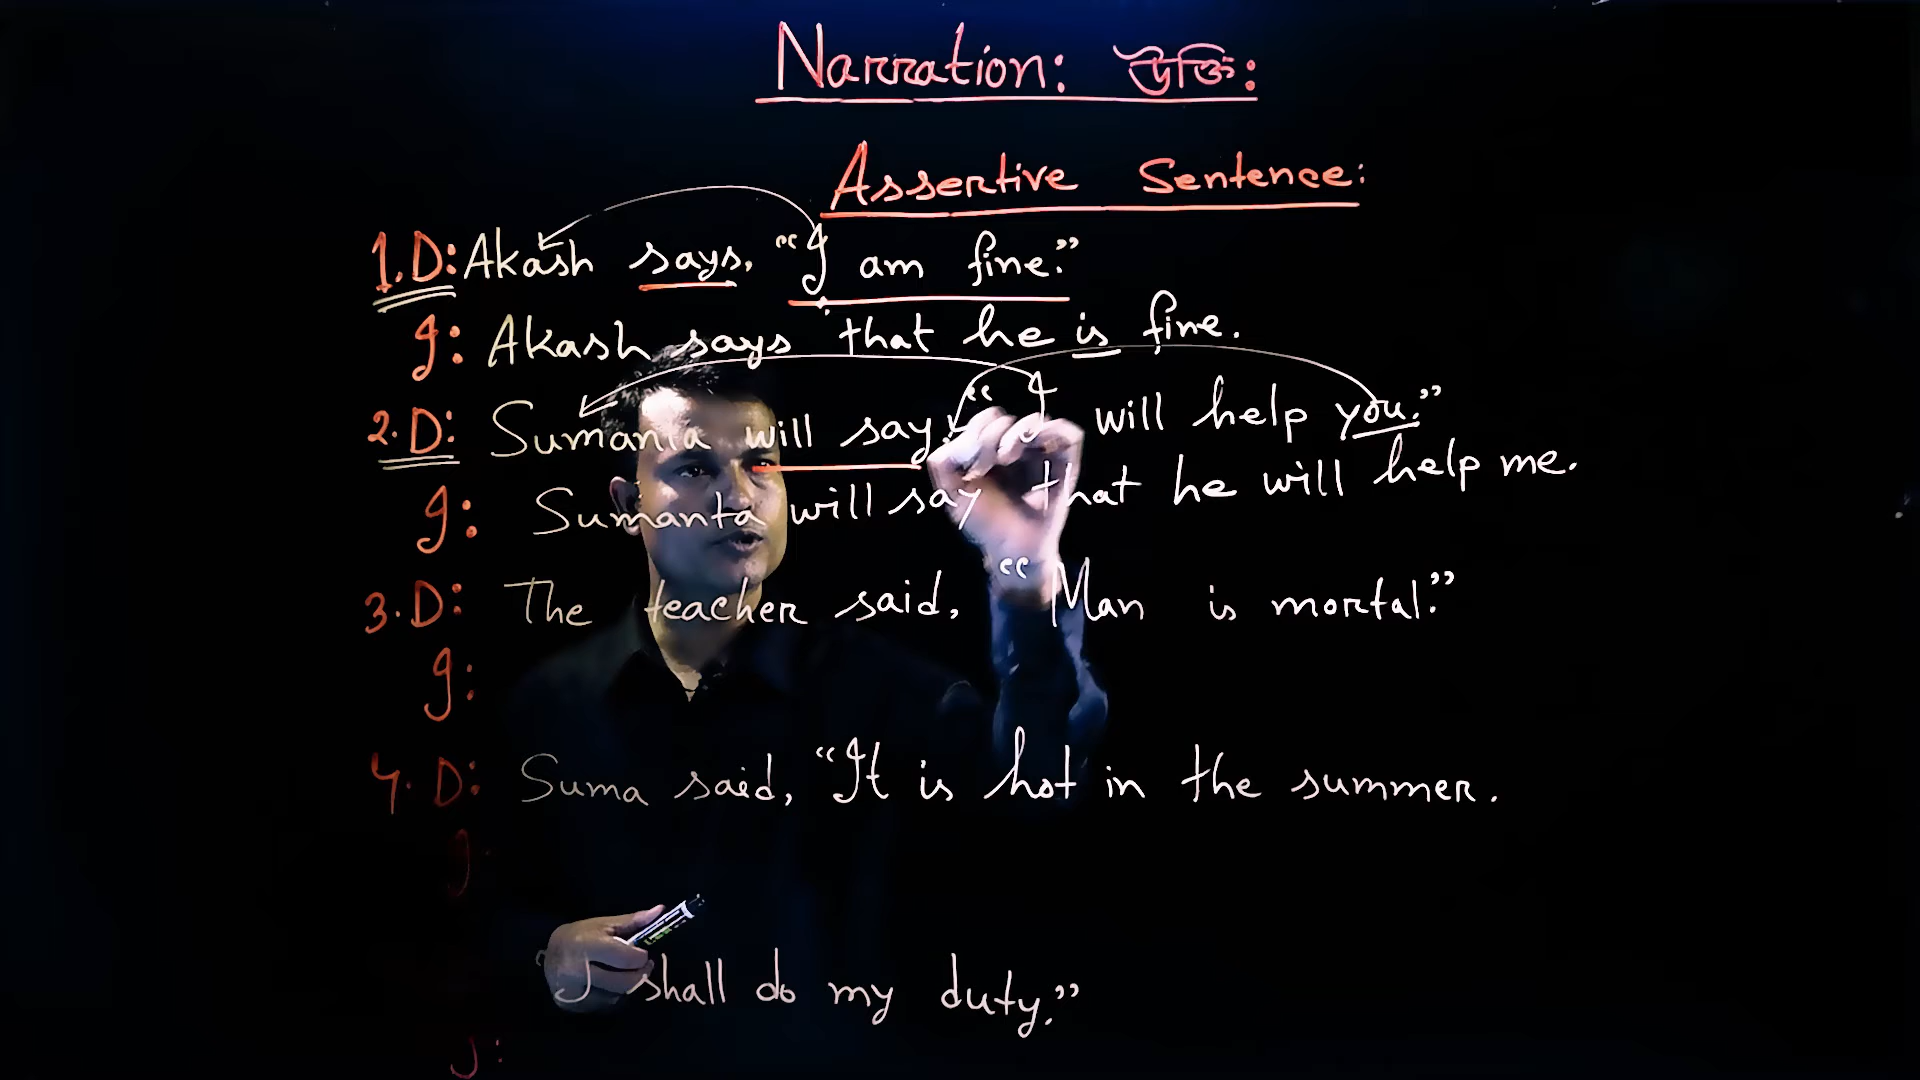 Narration: উক্তি:
Assertive Sentence:
1.D: Akash says, “I am fine.”
I: Akash says that he is fine.
2.D: Sumanta will say, “I will help you.”
I: Sumanta will say that he will help me.
3.D: The teacher said, “Man is mortal.”
I:
4.D: Suma said, “It is hot in the summer.
I:
I shall do my duty.”
I: